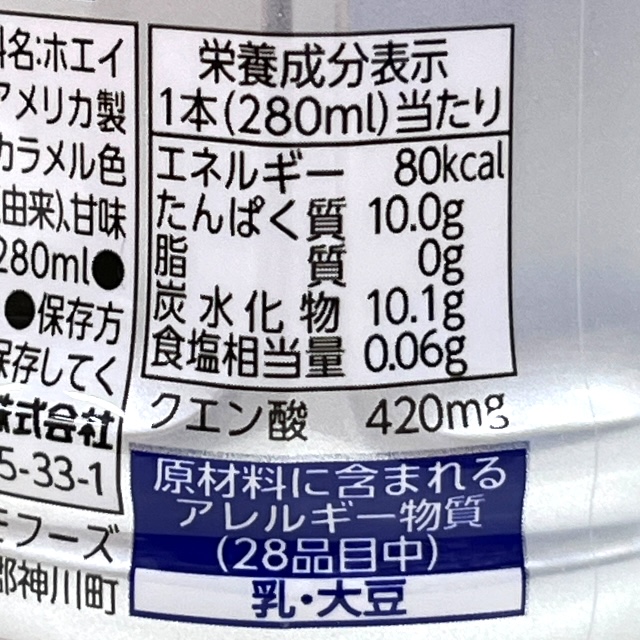 料名:ホエイ
アメリカ製
カラメル色
由来)、甘味
280ml●
●保存方
保存してく
株式会社
5-33-1
モフーズ
郡神川町
栄養成分表示
1本(280ml)当たり
エネルギー 80kcal
たんぱく質 10.0g
脂質 0g
炭水化物 10.1g
食塩相当量 0.06g
クエン酸 420mg
原材料に含まれる
アレルギー物質
(28品目中)
乳・大豆